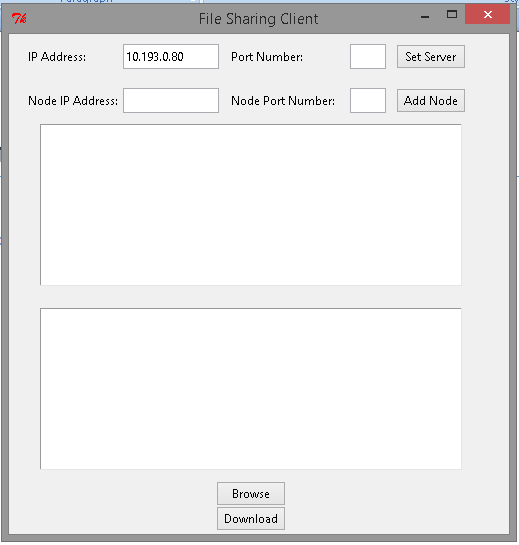 Paragraph
File Sharing Client
IP Address: 10.193.0.80 Port Number: Set Server
Node IP Address: Node Port Number: Add Node
Browse
Download